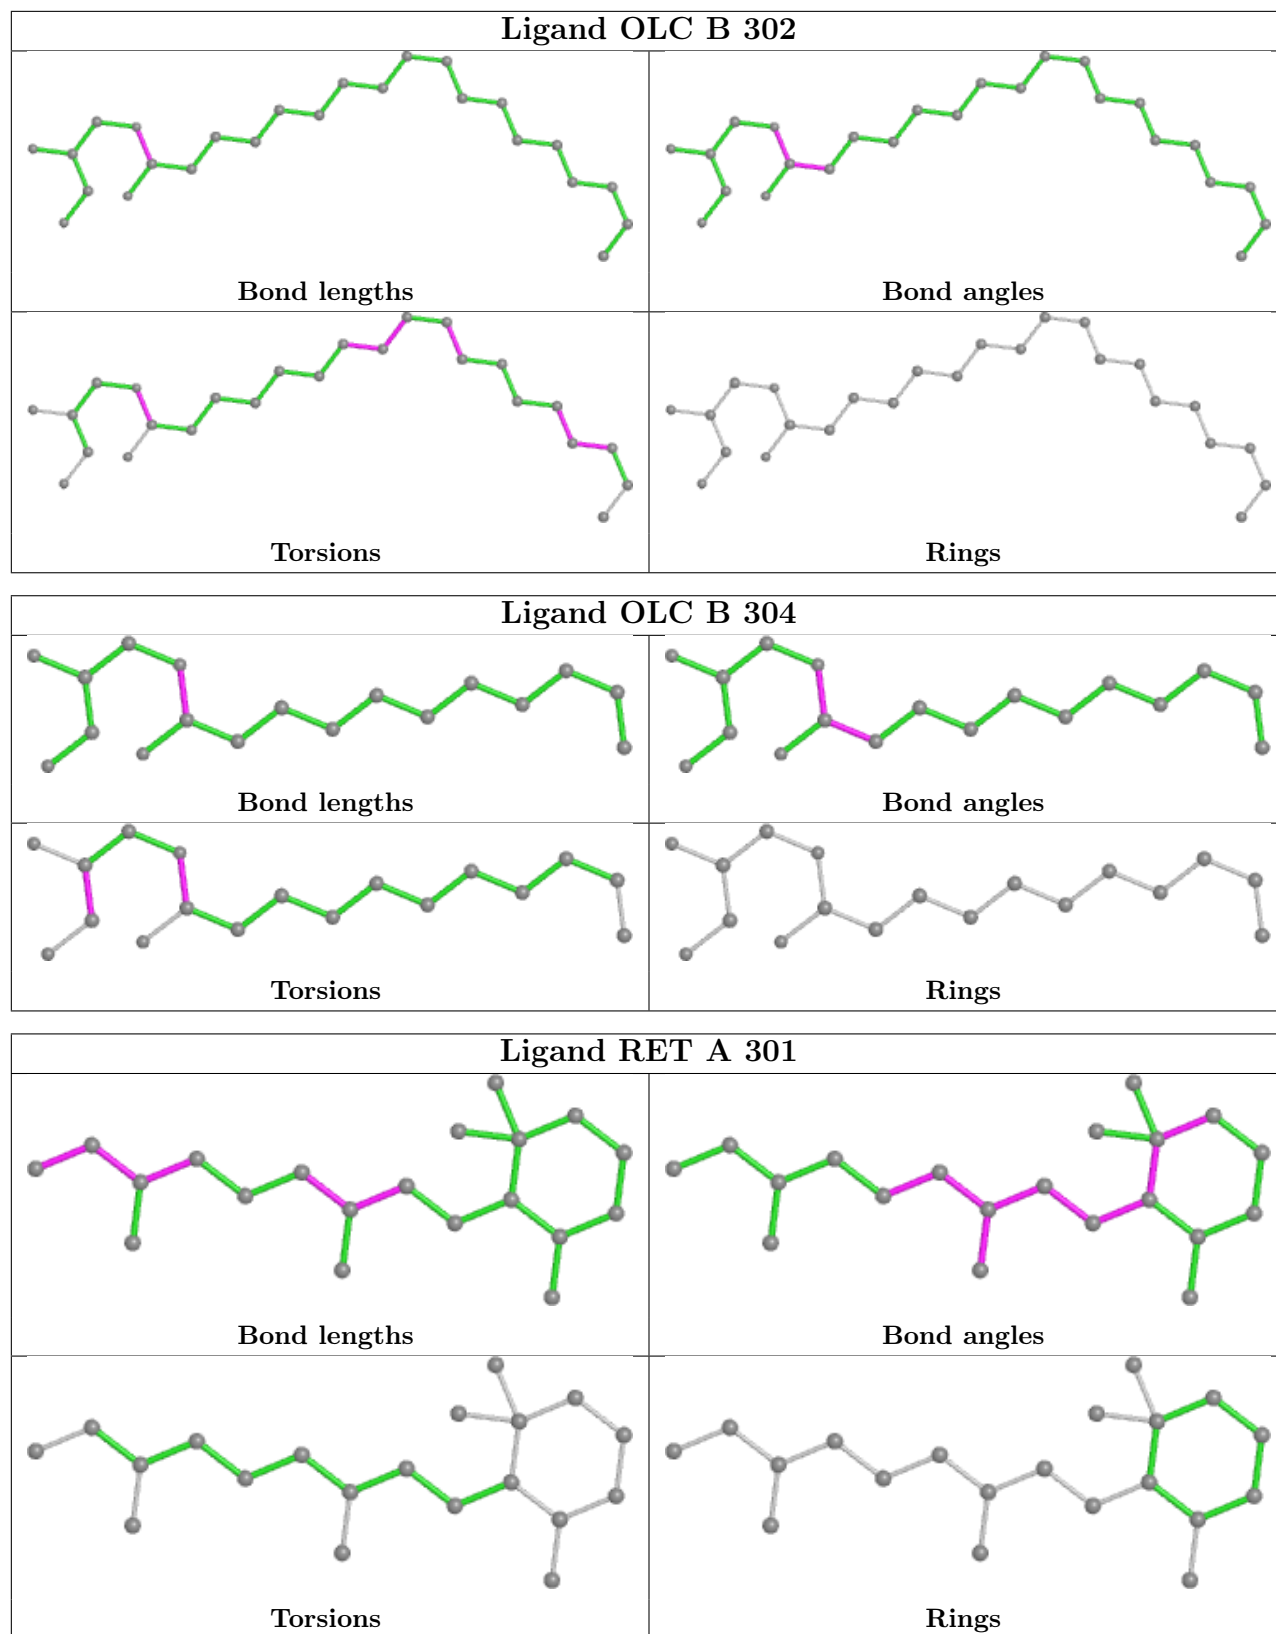 Ligand OLC B 302
Bond lengths
Bond angles
Torsions
Rings
Ligand OLC B 304
Bond lengths
Bond angles
Torsions
Rings
Ligand RET A 301
Bond lengths
Bond angles
Torsions
Rings